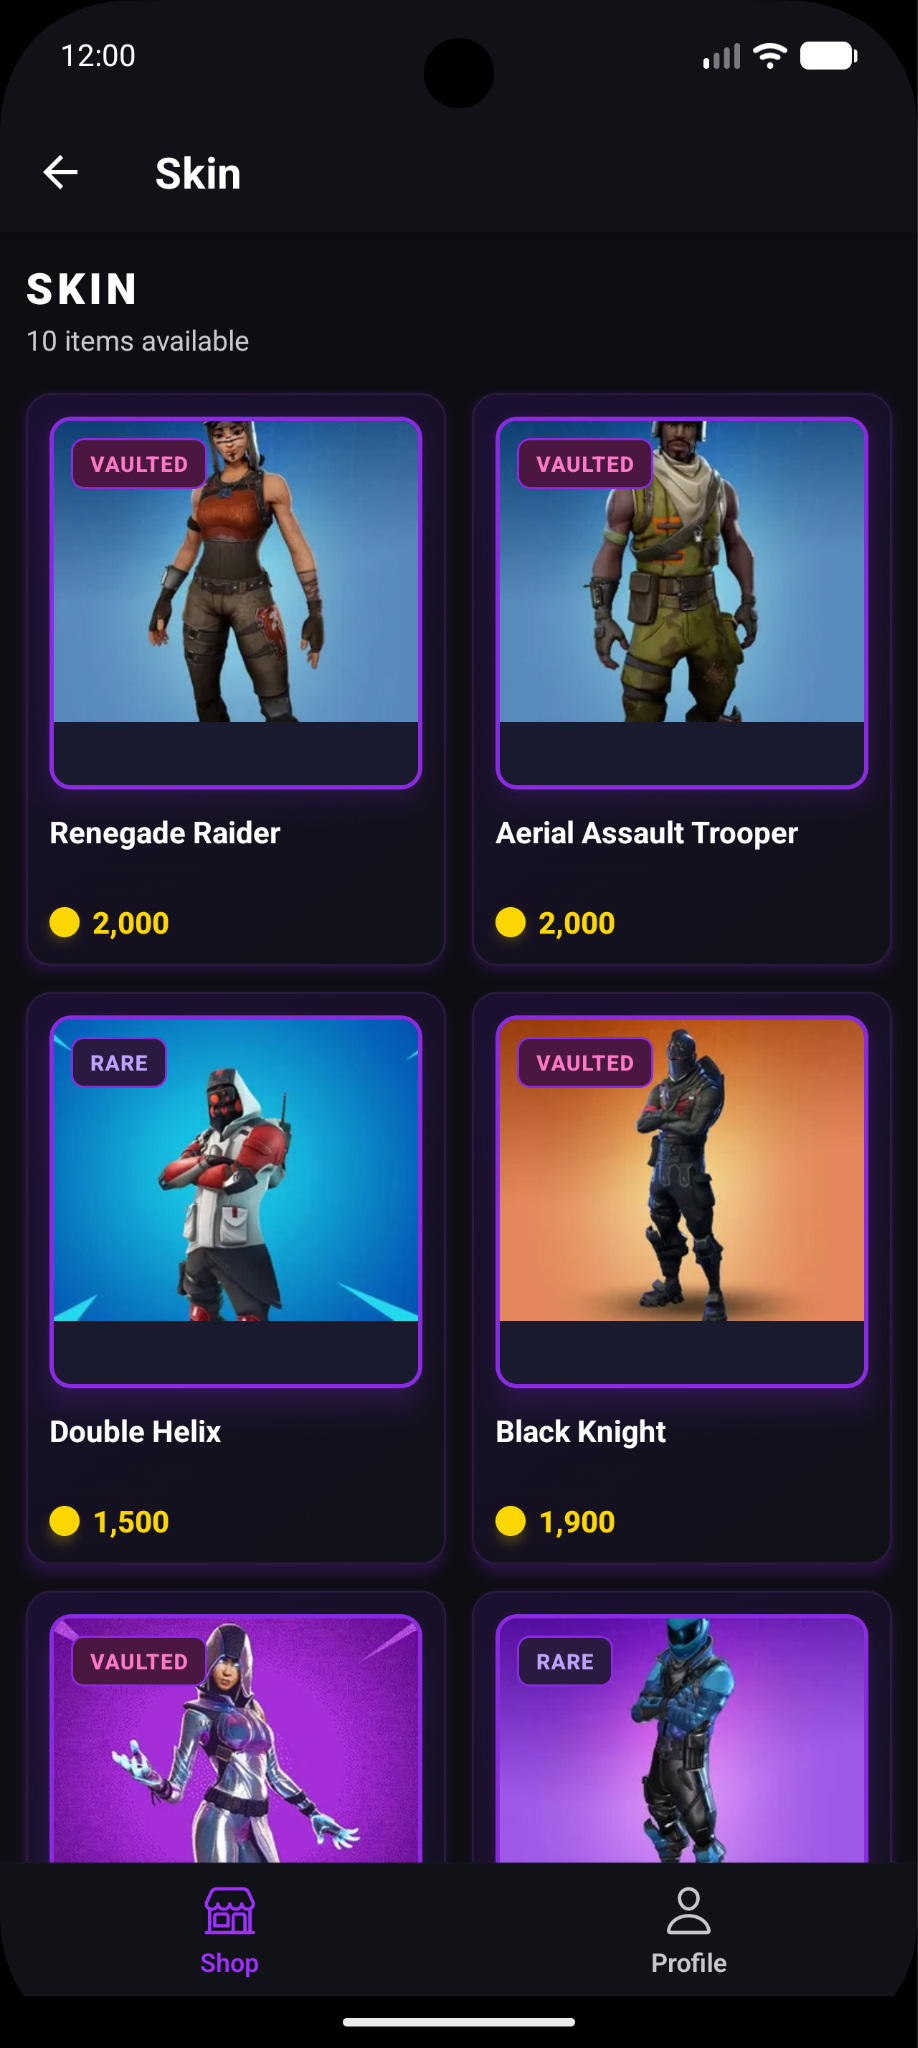 12:00
Skin
SKIN
10 items available
VAULTED
VAULTED
Renegade Raider
Aerial Assault Trooper
2,000
2,000
RARE
VAULTED
Double Helix
Black Knight
1,500
1,900
VAULTED
RARE
Shop
Profile